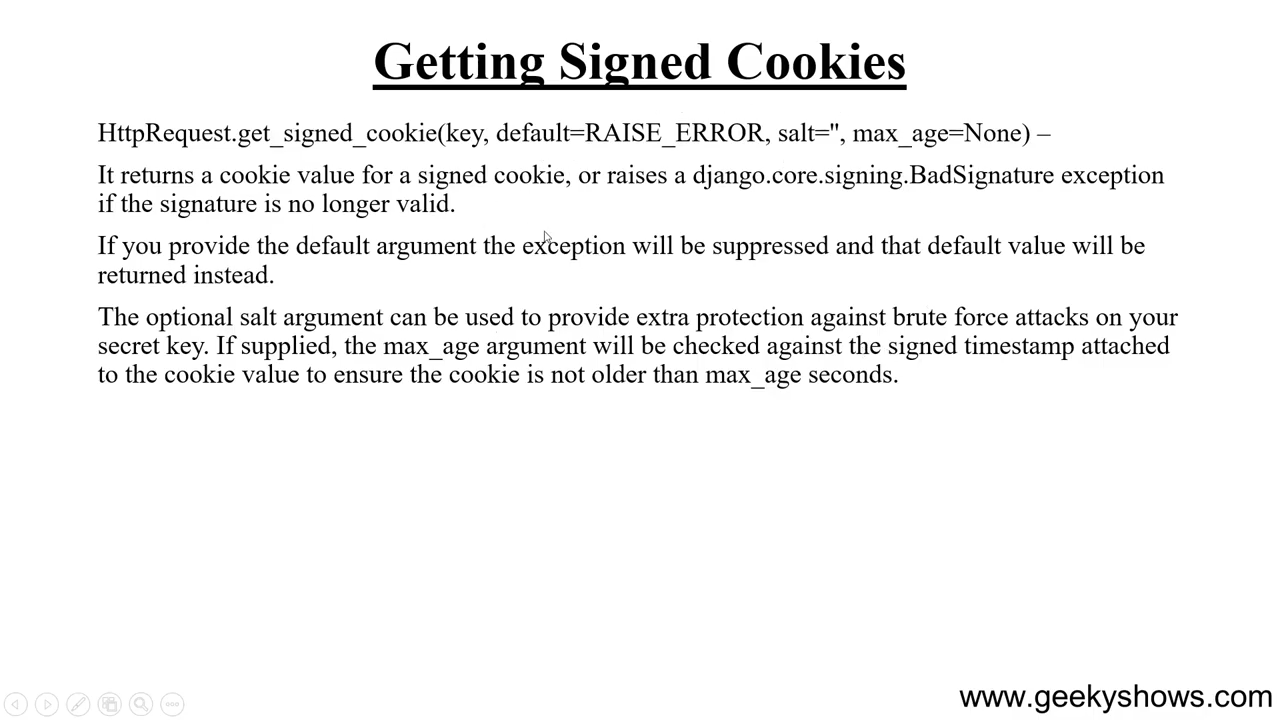 Getting Signed Cookies
HttpRequest.get_signed_cookie(key, default=RAISE_ERROR, salt='', max_age=None) –
It returns a cookie value for a signed cookie, or raises a django.core.signing.BadSignature exception
if the signature is no longer valid.
If you provide the default argument the exception will be suppressed and that default value will be
returned instead.
The optional salt argument can be used to provide extra protection against brute force attacks on your
secret key. If supplied, the max_age argument will be checked against the signed timestamp attached
to the cookie value to ensure the cookie is not older than max_age seconds.
www.geekyshows.com